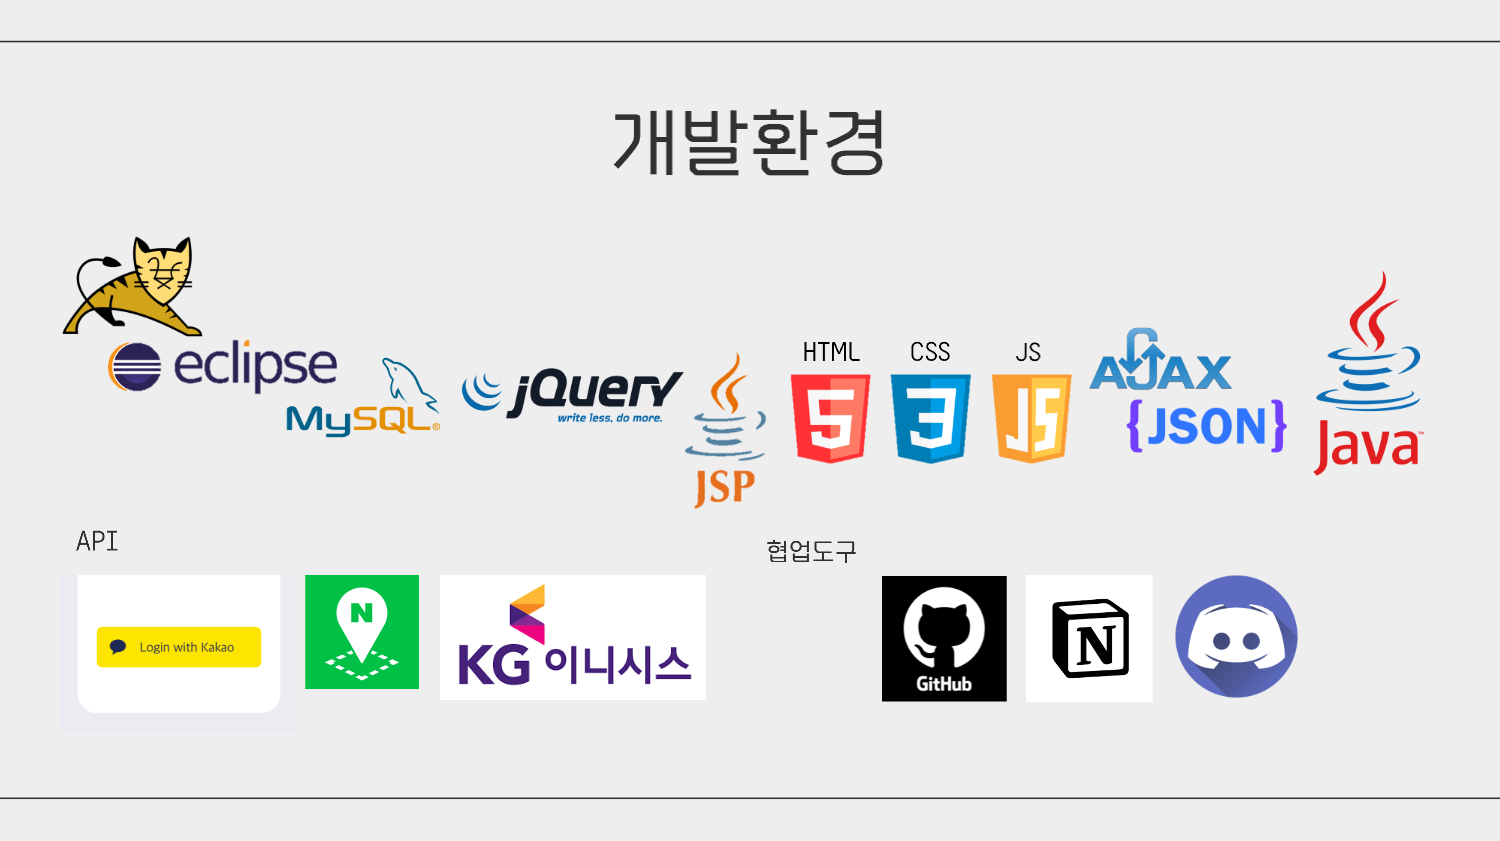 개발환경
eclipse
MySQL®
jQuery
write less, do more.
JSP
HTML
CSS
JS
5
3
JS
AJAX
{JSON}
Java™
API
협업도구
Login with Kakao
N
KG 이니시스
GitHub
N